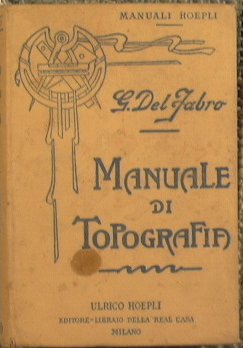 MANUALI HOEPLI
G. Del Fabro
MANUALE
DI
TOPOGRAFIA
ULRICO HOEPLI
EDITORE-LIBRAIO DELLA REAL CASA
MILANO